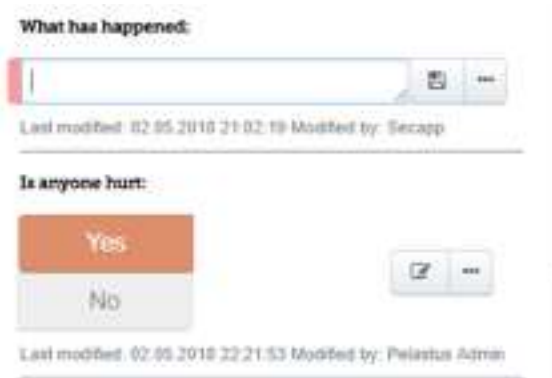 What has happened:
Last modified: 02.05.2018 21:02:19 Modified by: Secapp
Is anyone hurt:
Yes
No
Last modified: 02.05.2018 22:21:53 Modified by: Pelastus Admin